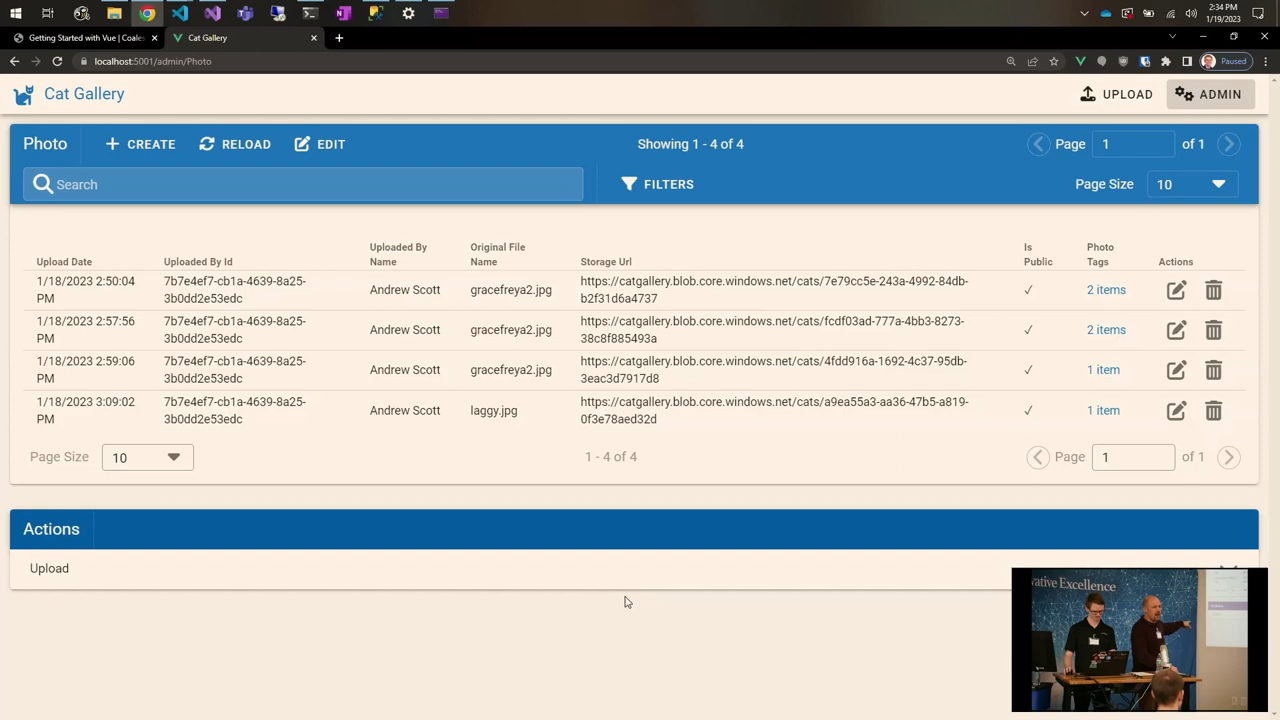 2:34 PM
1/19/2023
Getting Started with Vue | Coales
Cat Gallery
localhost:5001/admin/Photo
Paused
Cat Gallery
UPLOAD
ADMIN
Photo
CREATE
RELOAD
EDIT
Showing 1 - 4 of 4
Page
1
of 1
Search
FILTERS
Page Size
10
Upload Date
Uploaded By Id
Uploaded By
Name
Original File
Name
Storage Url
Is
Public
Photo
Tags
Actions
1/18/2023 2:50:04
PM
7b7e4ef7-cb1a-4639-8a25-
3b0dd2e53edc
Andrew Scott
gracefreya2.jpg
https://catgallery.blob.core.windows.net/cats/7e79cc5e-243a-4992-84db-
b2f31d6a4737
✓
2 items
1/18/2023 2:57:56
PM
7b7e4ef7-cb1a-4639-8a25-
3b0dd2e53edc
Andrew Scott
gracefreya2.jpg
https://catgallery.blob.core.windows.net/cats/fcdf03ad-777a-4bb3-8273-
38c8f885493a
✓
2 items
1/18/2023 2:59:06
PM
7b7e4ef7-cb1a-4639-8a25-
3b0dd2e53edc
Andrew Scott
gracefreya2.jpg
https://catgallery.blob.core.windows.net/cats/4fdd916a-1692-4c37-95db-
3eac3d7917d8
✓
1 item
1/18/2023 3:09:02
PM
7b7e4ef7-cb1a-4639-8a25-
3b0dd2e53edc
Andrew Scott
laggy.jpg
https://catgallery.blob.core.windows.net/cats/a9ea55a3-aa36-47b5-a819-
0f3e78aed32d
✓
1 item
Page Size
10
1 - 4 of 4
Page
1
of 1
Actions
Upload
vative Excellence